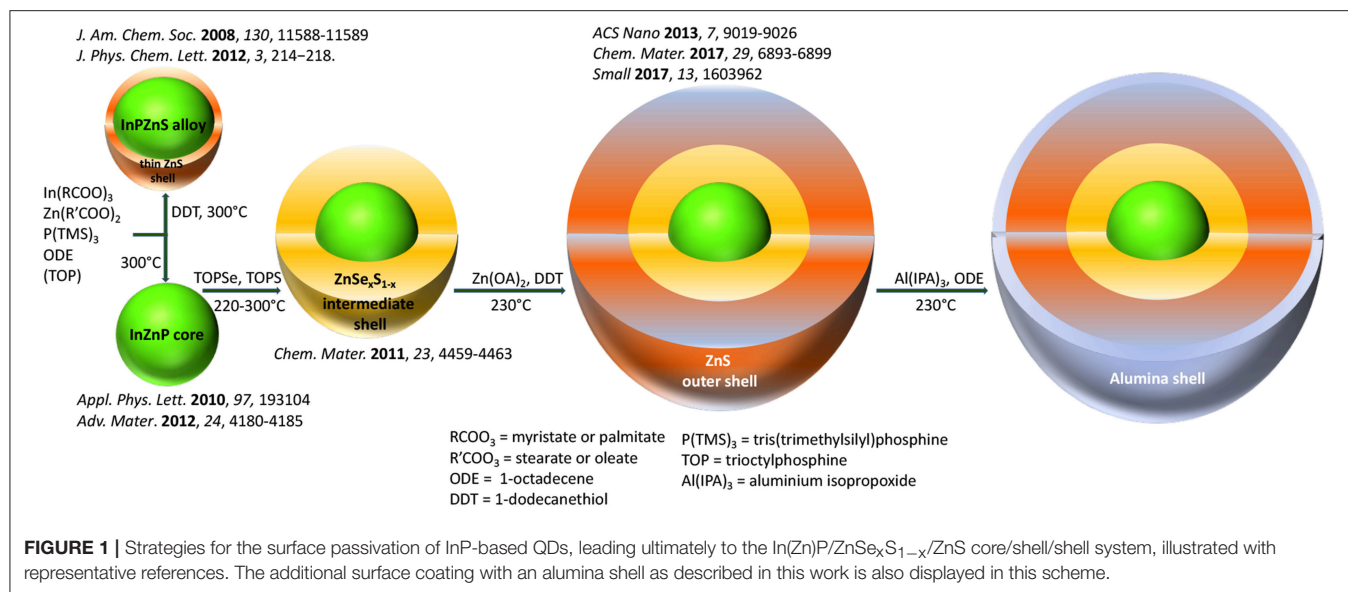 J. Am. Chem. Soc. 2008, 130, 11588-11589
J. Phys. Chem. Lett. 2012, 3, 214−218.
InPZnS alloy
thin ZnS
shell
In(RCOO)₃
Zn(R'COO)₂
P(TMS)₃
ODE
(TOP)
DDT, 300°C
300°C
InZnP core
Appl. Phys. Lett. 2010, 97, 193104
Adv. Mater. 2012, 24, 4180-4185
TOPSe, TOPS
220-300°C
ZnSeₓS₁₋ₓ
intermediate
shell
Chem. Mater. 2011, 23, 4459-4463
Zn(OA)₂, DDT
230°C
ACS Nano 2013, 7, 9019-9026
Chem. Mater. 2017, 29, 6893-6899
Small 2017, 13, 1603962
ZnS
outer shell
Al(IPA)₃, ODE
230°C
Alumina shell
RCOO₃ = myristate or palmitate
R'COO₃ = stearate or oleate
ODE = 1-octadecene
DDT = 1-dodecanethiol
P(TMS)₃ = tris(trimethylsilyl)phosphine
TOP = trioctylphosphine
Al(IPA)₃ = aluminium isopropoxide
FIGURE 1 | Strategies for the surface passivation of InP-based QDs, leading ultimately to the In(Zn)P/ZnSeₓS₁₋ₓ/ZnS core/shell/shell system, illustrated with
representative references. The additional surface coating with an alumina shell as described in this work is also displayed in this scheme.